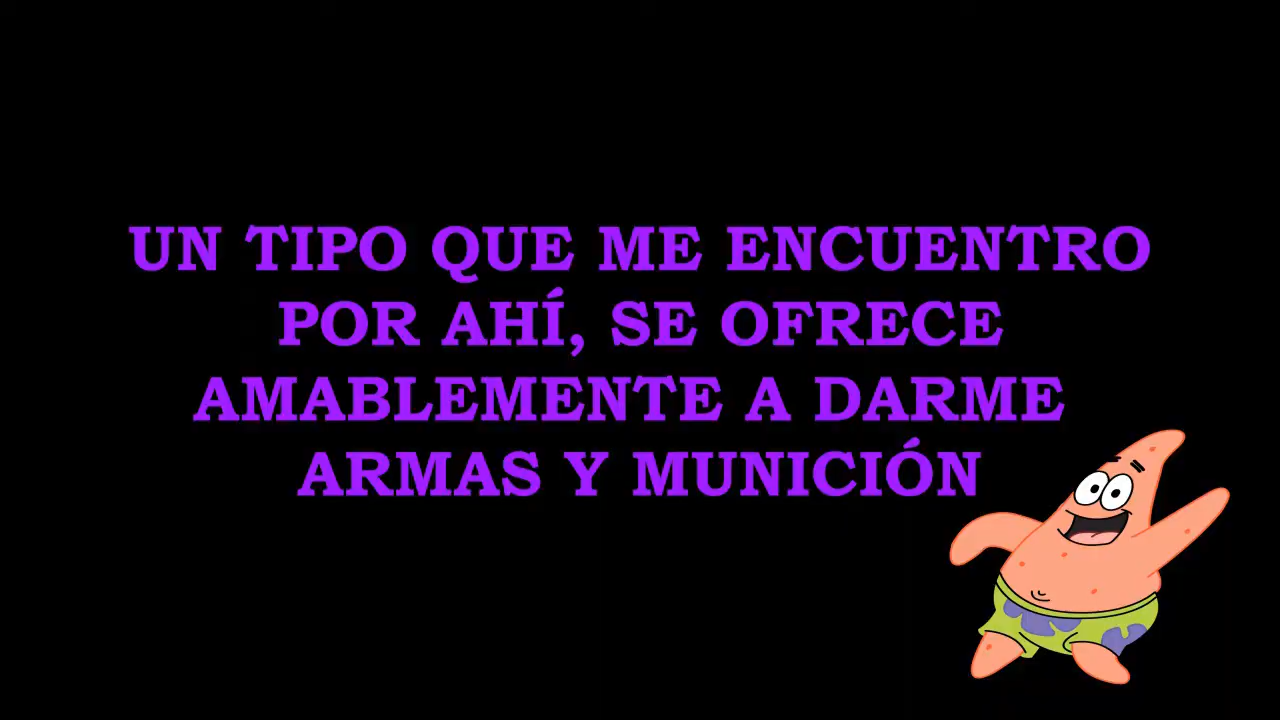 UN TIPO QUE ME ENCUENTRO
POR AHÍ, SE OFRECE
AMABLEMENTE A DARME
ARMAS Y MUNICIÓN